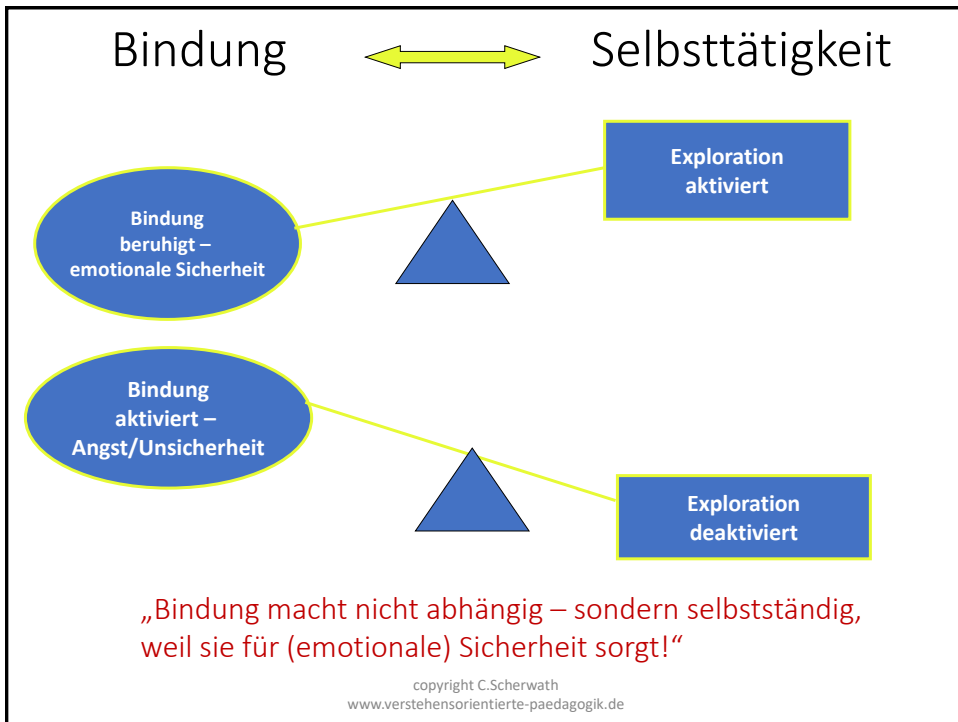 Bindung Selbsttätigkeit
Exploration
aktiviert
Bindung
beruhigt –
emotionale Sicherheit
Bindung
aktiviert –
Angst/Unsicherheit
Exploration
deaktiviert
„Bindung macht nicht abhängig – sondern selbstständig,
weil sie für (emotionale) Sicherheit sorgt!“
copyright C.Scherwath
www.verstehensorientierte-paedagogik.de